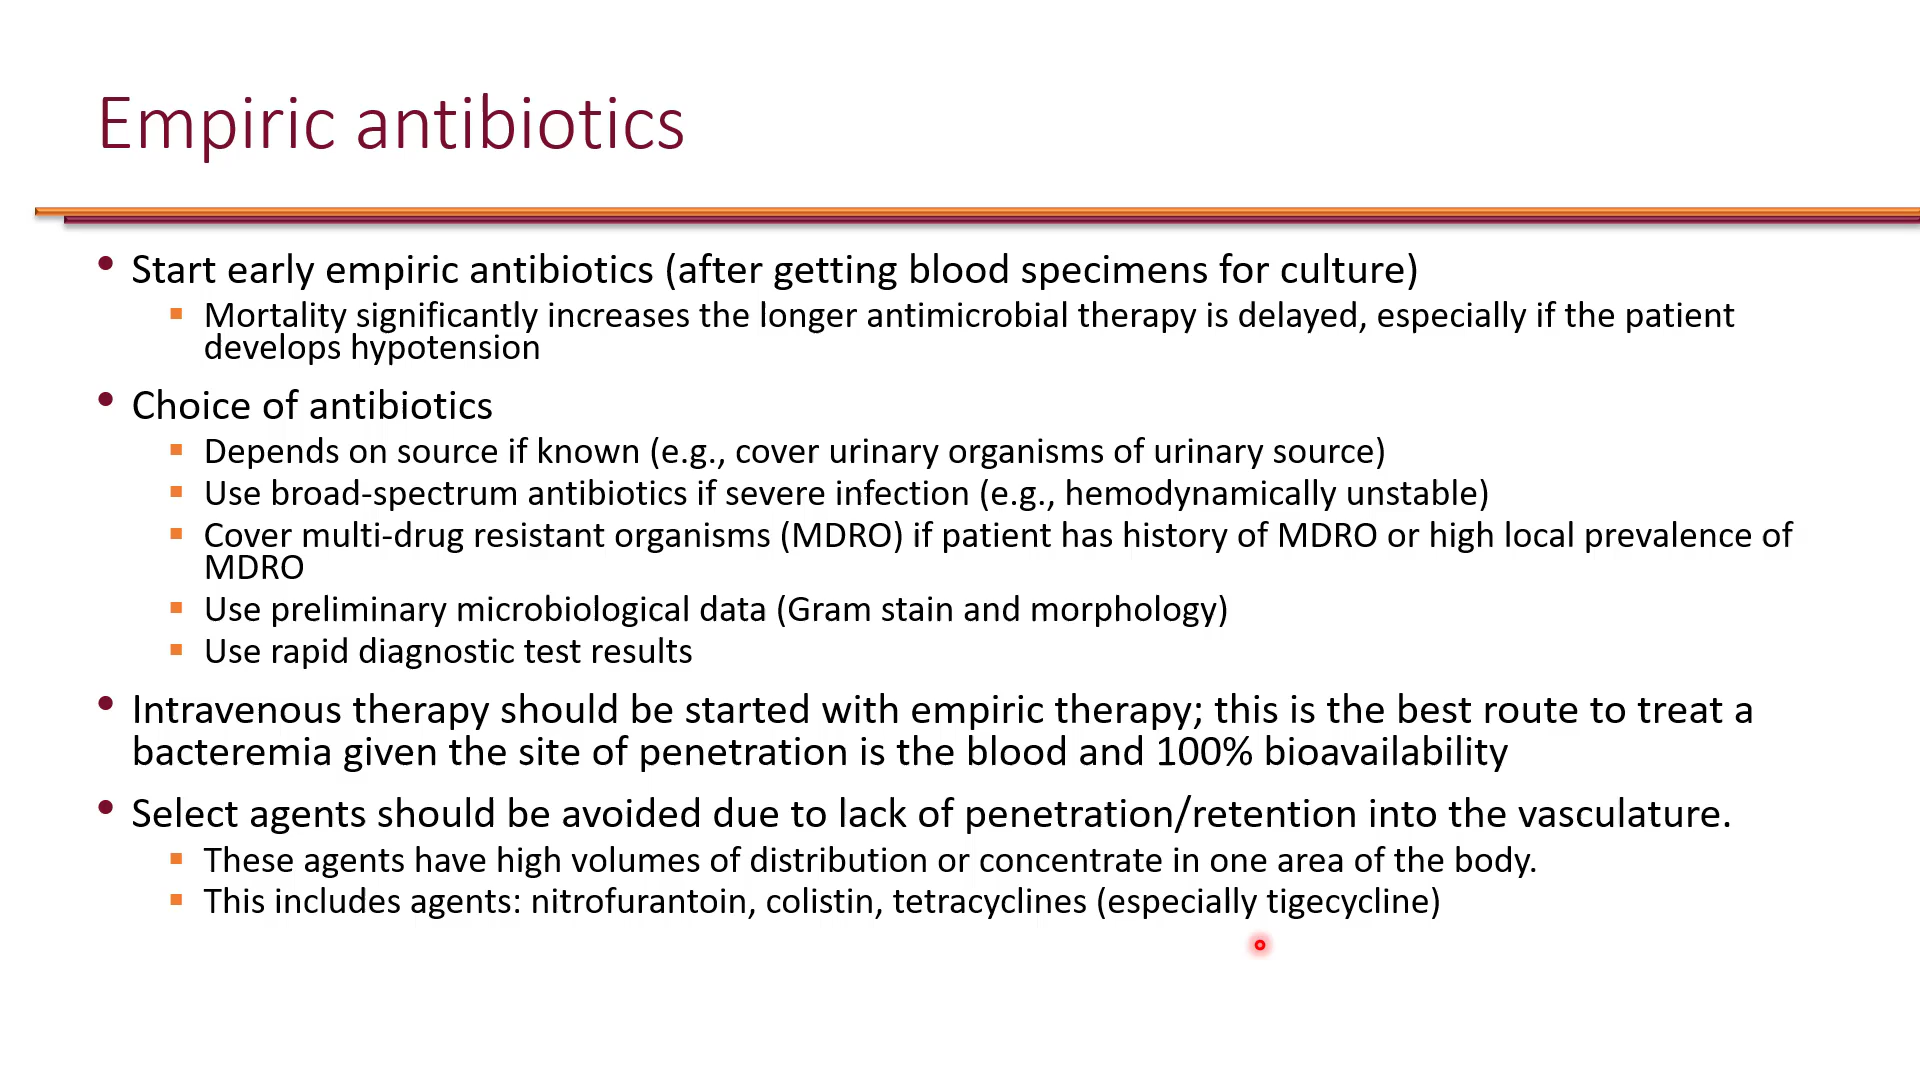 Empiric antibiotics
• Start early empiric antibiotics (after getting blood specimens for culture)
▪ Mortality significantly increases the longer antimicrobial therapy is delayed, especially if the patient
develops hypotension
• Choice of antibiotics
▪ Depends on source if known (e.g., cover urinary organisms of urinary source)
▪ Use broad-spectrum antibiotics if severe infection (e.g., hemodynamically unstable)
▪ Cover multi-drug resistant organisms (MDRO) if patient has history of MDRO or high local prevalence of
MDRO
▪ Use preliminary microbiological data (Gram stain and morphology)
▪ Use rapid diagnostic test results
• Intravenous therapy should be started with empiric therapy; this is the best route to treat a
bacteremia given the site of penetration is the blood and 100% bioavailability
• Select agents should be avoided due to lack of penetration/retention into the vasculature.
▪ These agents have high volumes of distribution or concentrate in one area of the body.
▪ This includes agents: nitrofurantoin, colistin, tetracyclines (especially tigecycline)